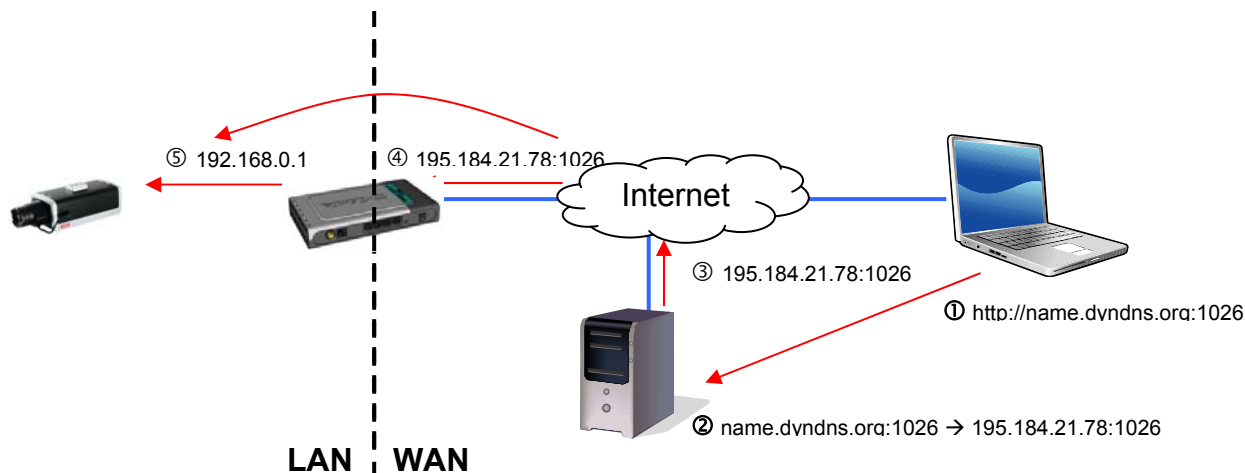 ⑤ 192.168.0.1
④ 195.184.21.78:1026
Internet
③ 195.184.21.78:1026
① http://name.dyndns.org:1026
② name.dyndns.org:1026 → 195.184.21.78:1026
LAN WAN